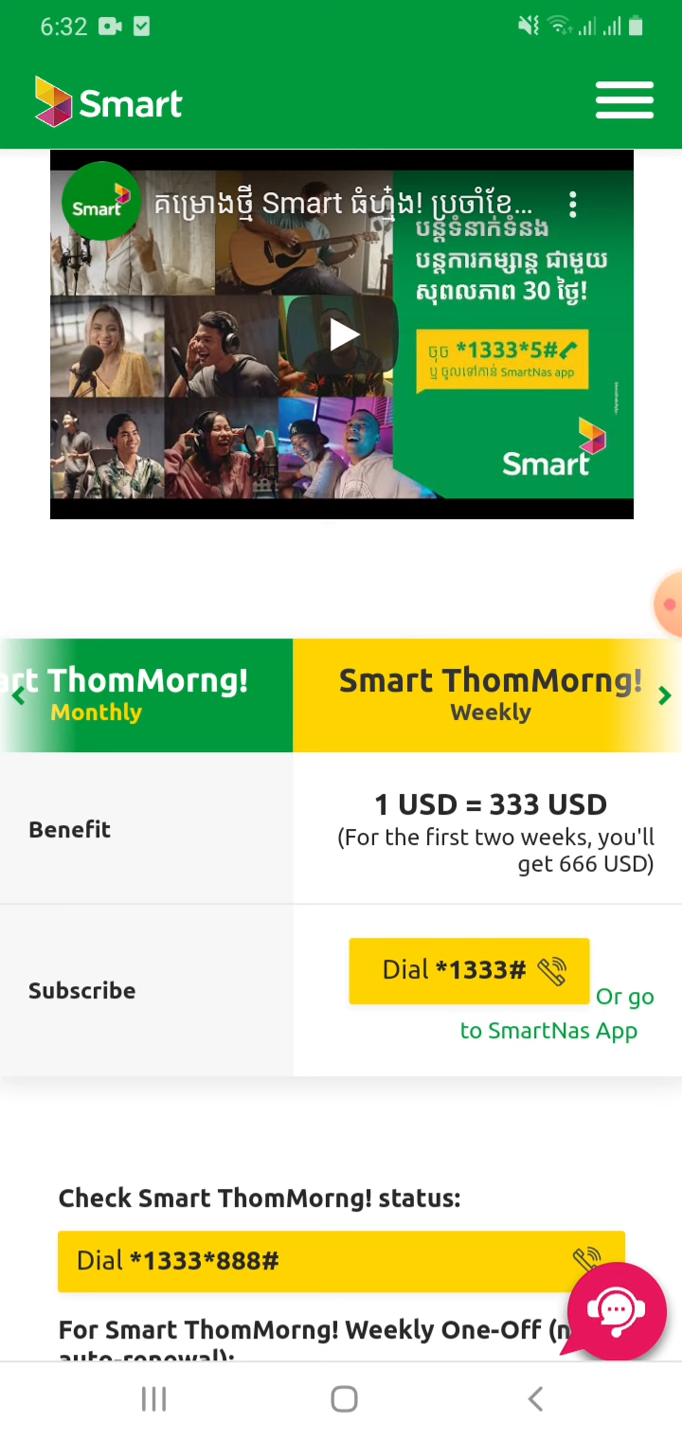 6:32
Smart
Smart
គម្រោងថ្មី Smart ធំហ្ម៉ង! ប្រចាំខែ...
បន្តទំនាក់ទំនង
បន្តការកម្សាន្ត ជាមួយ
សុពលភាព 30 ថ្ងៃ!
ចុច *1333*5#
ឬ ចូលទៅកាន់ SmartNas app
Smart
art ThomMorng!
Monthly
Smart ThomMorng!
Weekly
Benefit
1 USD = 333 USD
(For the first two weeks, you'll
get 666 USD)
Subscribe
Dial *1333#
Or go
to SmartNas App
Check Smart ThomMorng! status:
Dial *1333*888#
For Smart ThomMorng! Weekly One-Off (n
auto-renewal):